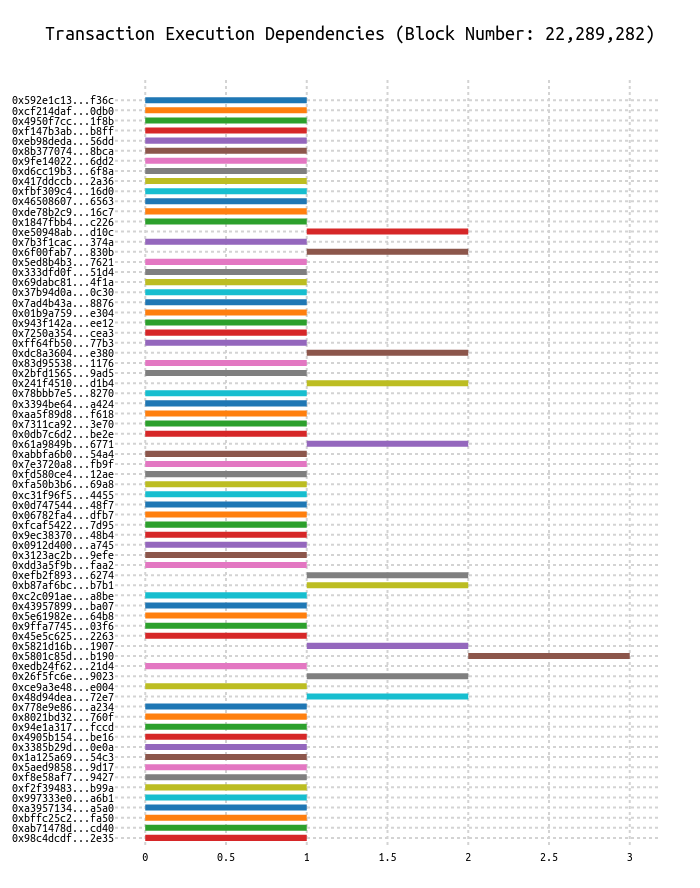 Transaction Execution Dependencies (Block Number: 22,289,282)
0x592e1c13...f36c
0xcf214daf...0db0
0x4950f7cc...1f8b
0xf147b3ab...b8ff
0xeb98deda...56dd
0x8b377074...8bca
0x9fe14022...6dd2
0xd6cc19b3...6f8a
0x417ddccb...2a36
0xfbf309c4...16d0
0x46508607...6563
0xde78b2c9...16c7
0x1847fbb4...c226
0xe50948ab...d10c
0x7b3f1cac...374a
0x6f00fab7...830b
0x5ed8b4b3...7621
0x333dfd0f...51d4
0x69dabc81...4f1a
0x37b94d0a...0c30
0x7ad4b43a...8876
0x01b9a759...e304
0x943f142a...ee12
0x7250a354...cea3
0xff64fb50...77b3
0xdc8a3604...e380
0x83d95538...1176
0x2bfd1565...9ad5
0x241f4510...d1b4
0x78bbb7e5...8270
0x3394be64...a424
0xaa5f89d8...f618
0x7311ca92...3e70
0x0db7c6d2...be2e
0x61a9849b...6771
0xabbfa6b0...54a4
0x7e3720a8...fb9f
0xfd580ce4...12ae
0xfa50b3b6...69a8
0xc31f96f5...4455
0x0d747544...48f7
0x06782fa4...dfb7
0xfcaf5422...7d95
0x9ec38370...48b4
0x0912d400...a745
0x3123ac2b...9efe
0xdd3a5f9b...faa2
0xefb2f893...6274
0xb87af6bc...b7b1
0xc2c091ae...a8be
0x43957899...ba07
0x5e61982e...64b8
0x9ffa7745...03f6
0x45e5c625...2263
0x5821d16b...1907
0x5801c85d...b190
0xedb24f62...21d4
0x26f5fc6e...9023
0xce9a3e48...e004
0x48d94dea...72e7
0x778e9e86...a234
0x8021bd32...760f
0x94e1a317...fccd
0x4905b154...be16
0x3385b29d...0e0a
0x1a125a69...54c3
0x5aed9858...9d17
0xf8e58af7...9427
0xf2f39483...b99a
0x997333e0...a6b1
0xa3957134...a5a0
0xbffc25c2...fa50
0xab71478d...cd40
0x98c4dcdf...2e35
0 0.5 1 1.5 2 2.5 3